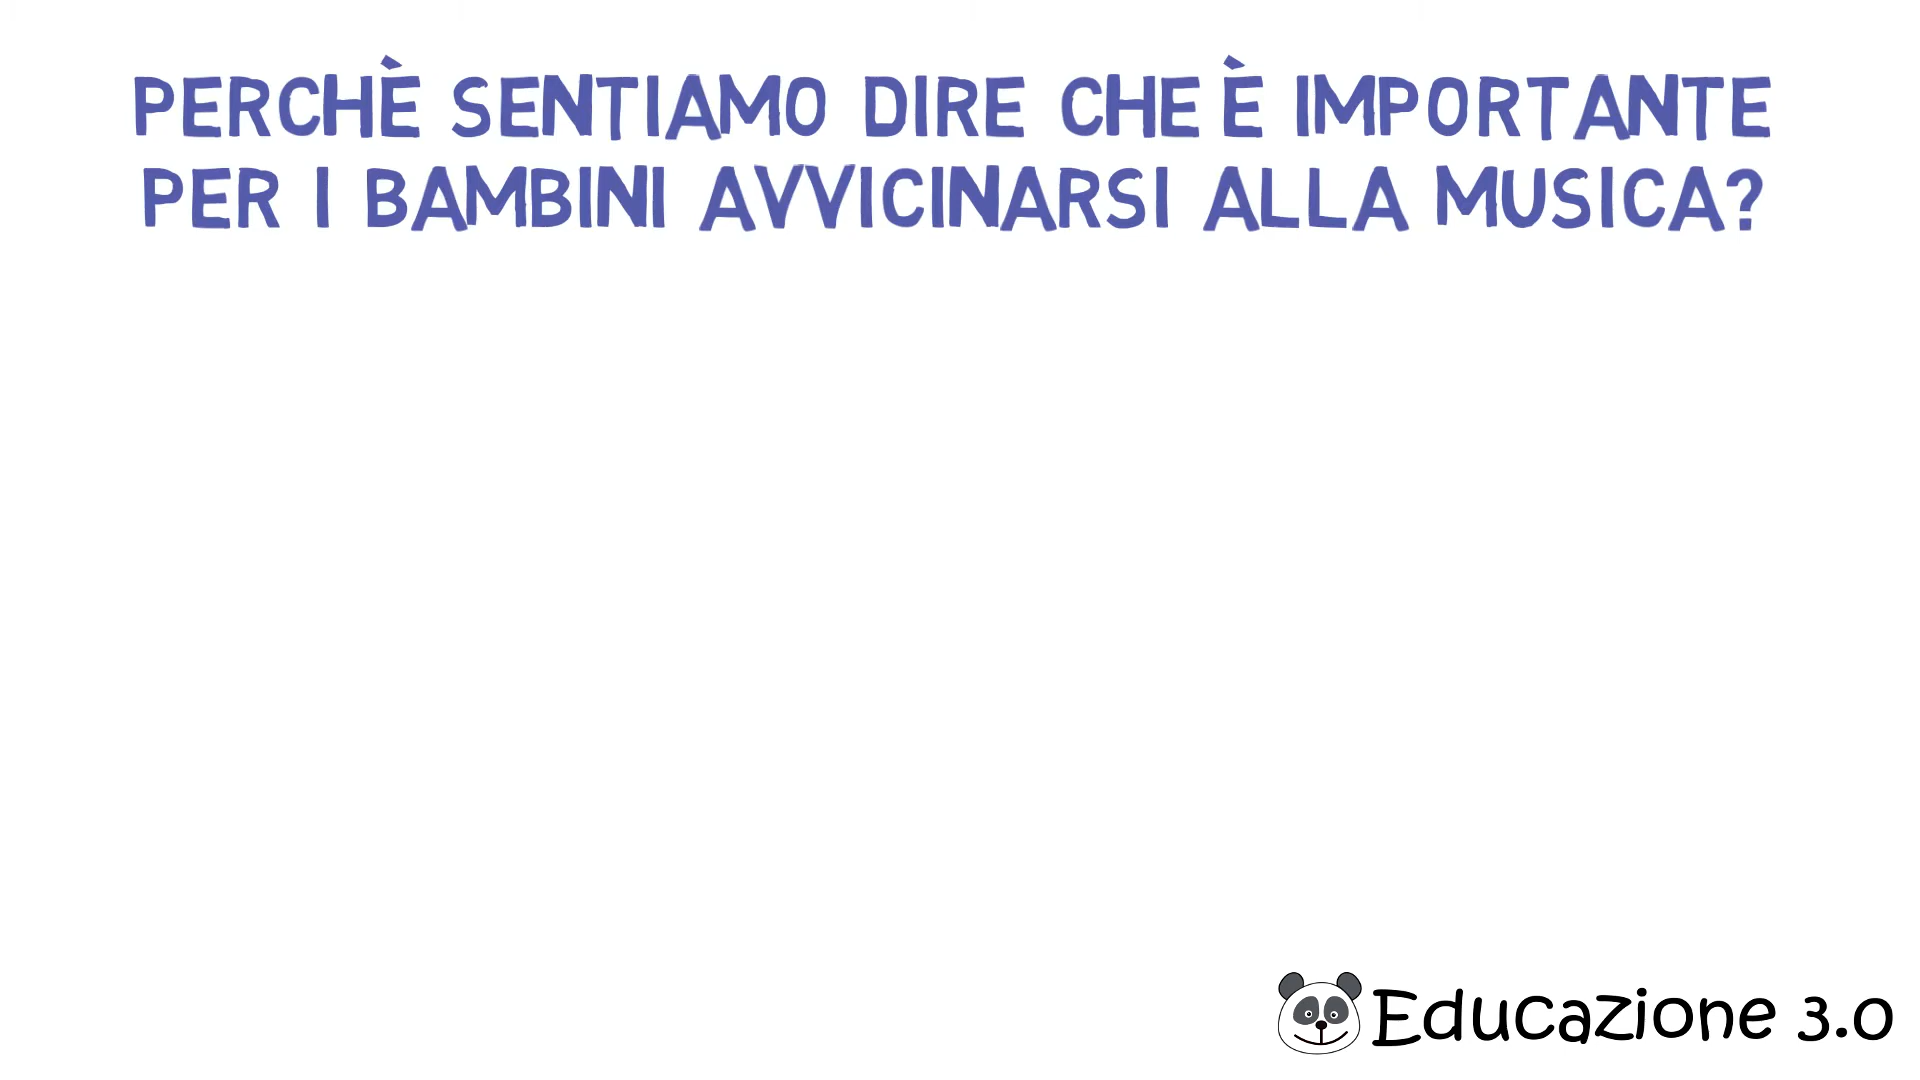 PERCHÈ SENTIAMO DIRE CHE È IMPORTANTE
PER I BAMBINI AVVICINARSI ALLA MUSICA?
Educazione 3.0